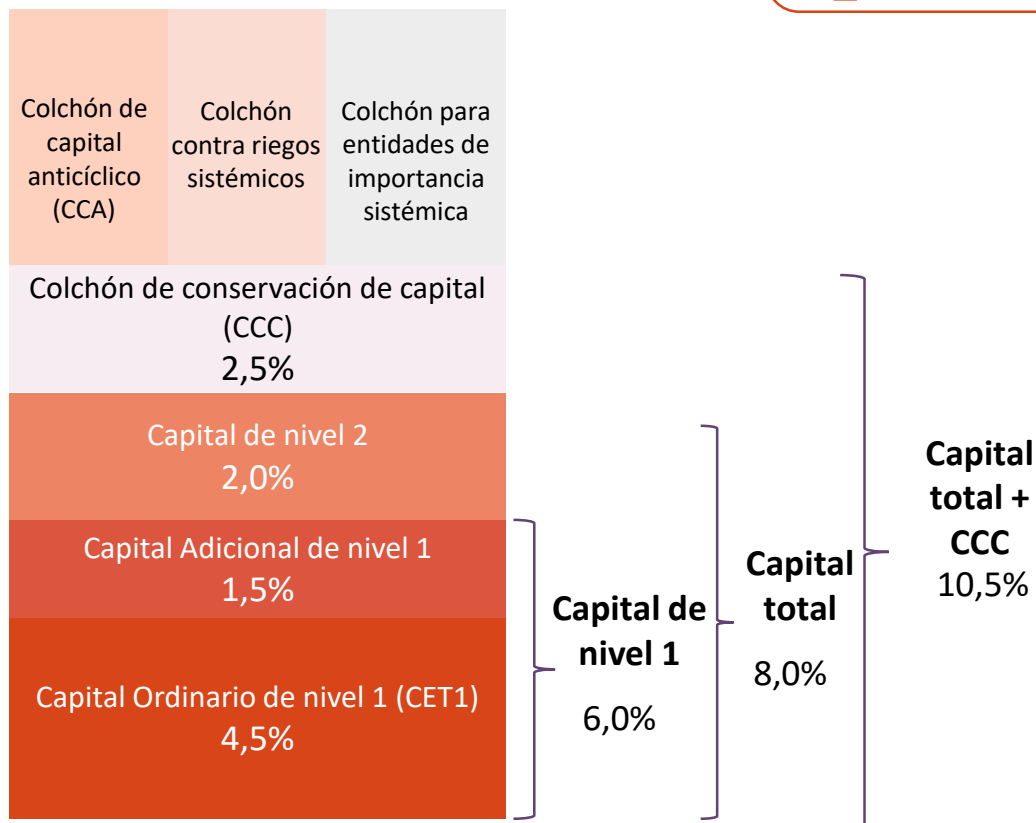 Colchón de
capital
anticíclico
(CCA)
Colchón
contra riegos
sistémicos
Colchón para
entidades de
importancia
sistémica
Colchón de conservación de capital
(CCC)
2,5%
Capital de nivel 2
2,0%
Capital Adicional de nivel 1
1,5%
Capital Ordinario de nivel 1 (CET1)
4,5%
Capital de
nivel 1
6,0%
Capital
total
8,0%
Capital
total +
CCC
10,5%